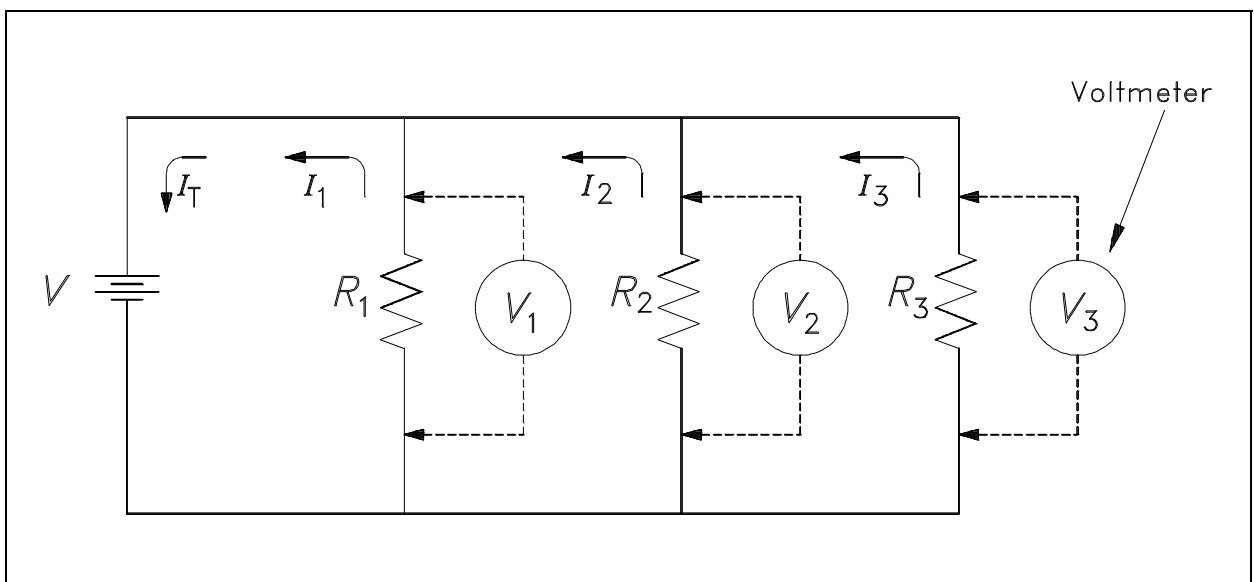 Voltmeter
I_T
I_1
I_2
I_3
V
R_1
V_1
R_2
V_2
R_3
V_3